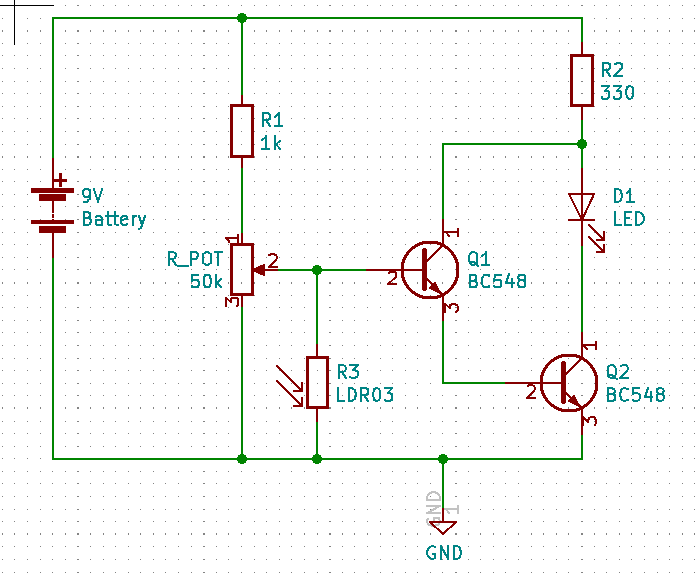 R2
330
R1
1k
+
9V
Battery
D1
LED
1
R_POT
50k
2
3
1
2
Q1
BC548
3
R3
LDR03
1
2
Q2
BC548
3
GND
1
GND